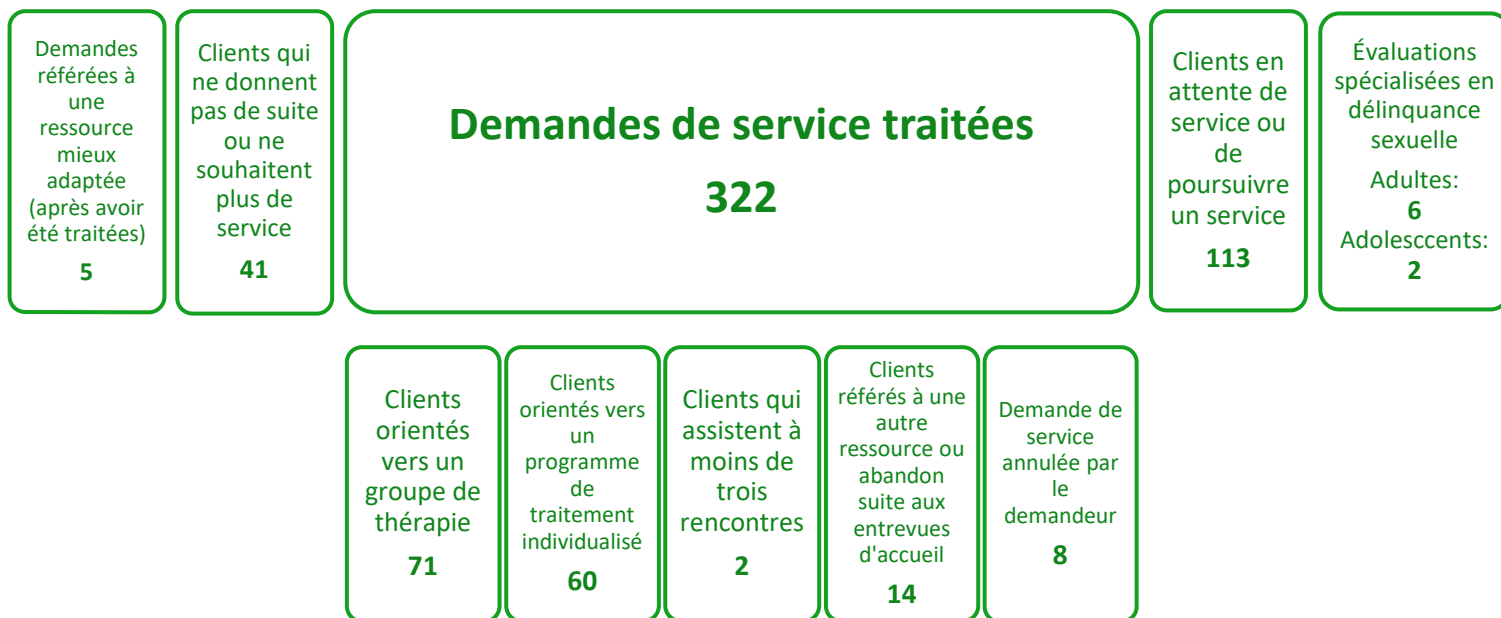 Demandes
référées à
une
ressource
mieux
adaptée
(après avoir
été traitées)
5
Clients qui
ne donnent
pas de suite
ou ne
souhaitent
plus de
service
41
Demandes de service traitées
322
Clients en
attente de
service ou
de
poursuivre
un service
113
Évaluations
spécialisées en
délinquance
sexuelle
Adultes:
6
Adolesccents:
2
Clients
orientés
vers un
groupe de
thérapie
71
Clients
orientés vers
un
programme
de
traitement
individualisé
60
Clients qui
assistent à
moins de
trois
rencontres
2
Clients
référés à une
autre
ressource ou
abandon
suite aux
entrevues
d'accueil
14
Demande de
service
annulée par
le
demandeur
8